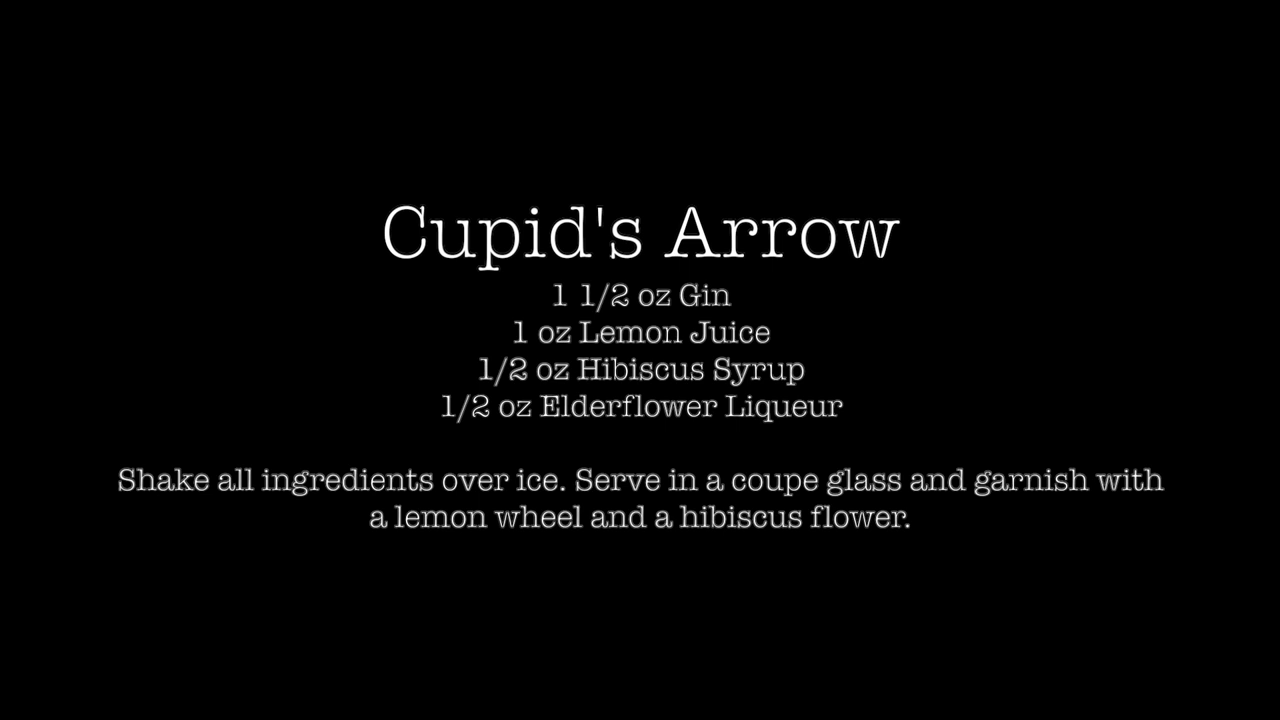 Cupid's Arrow
1 1/2 oz Gin
1 oz Lemon Juice
1/2 oz Hibiscus Syrup
1/2 oz Elderflower Liqueur
Shake all ingredients over ice. Serve in a coupe glass and garnish with
a lemon wheel and a hibiscus flower.